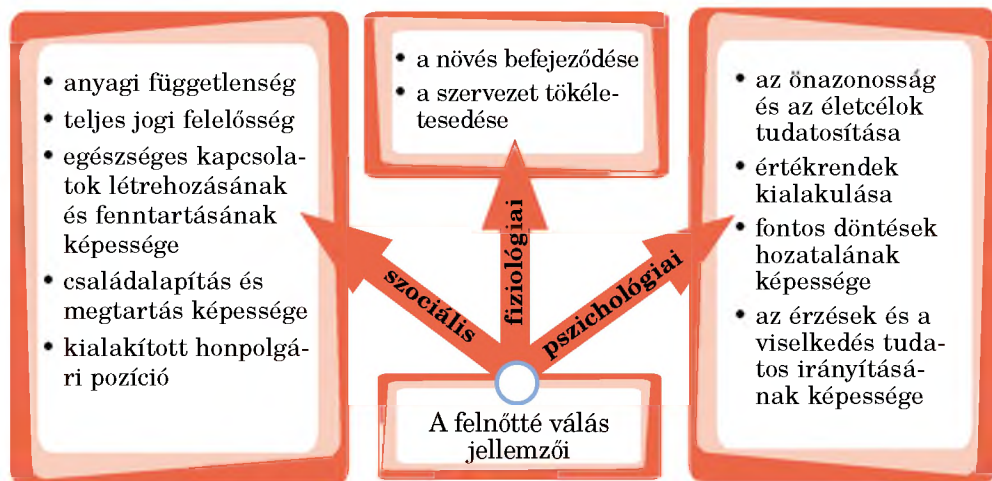 • anyagi függetlenség
• teljes jogi felelősség
• egészséges kapcsola-
tok létrehozásának
és fenntartásának
képessége
• családalapítás és
megtartás képessége
• kialakított honpolgá-
ri pozíció
• a növés befejeződése
• a szervezet tökéle-
tesedése
• az önazonosság
és az életcélok
tudatosítása
• értékrendek
kialakulása
• fontos döntések
hozatalának
képessége
• az érzések és a
viselkedés tuda-
tos irányításá-
nak képessége
szociális
fiziológiai
pszichológiai
A felnőtté válás
jellemzői